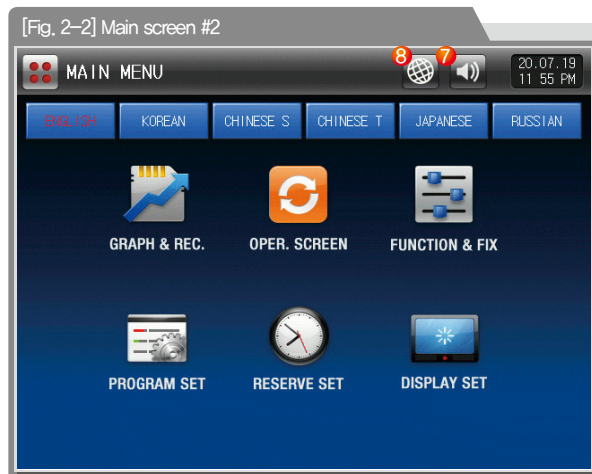 [Fig. 2-2] Main screen #2
8 7
MAIN MENU
20.07.19
11 55 PM
ENGLISH KOREAN CHINESE S CHINESE T JAPANESE RUSSIAN
GRAPH & REC. OPER. SCREEN FUNCTION & FIX
PROGRAM SET RESERVE SET DISPLAY SET